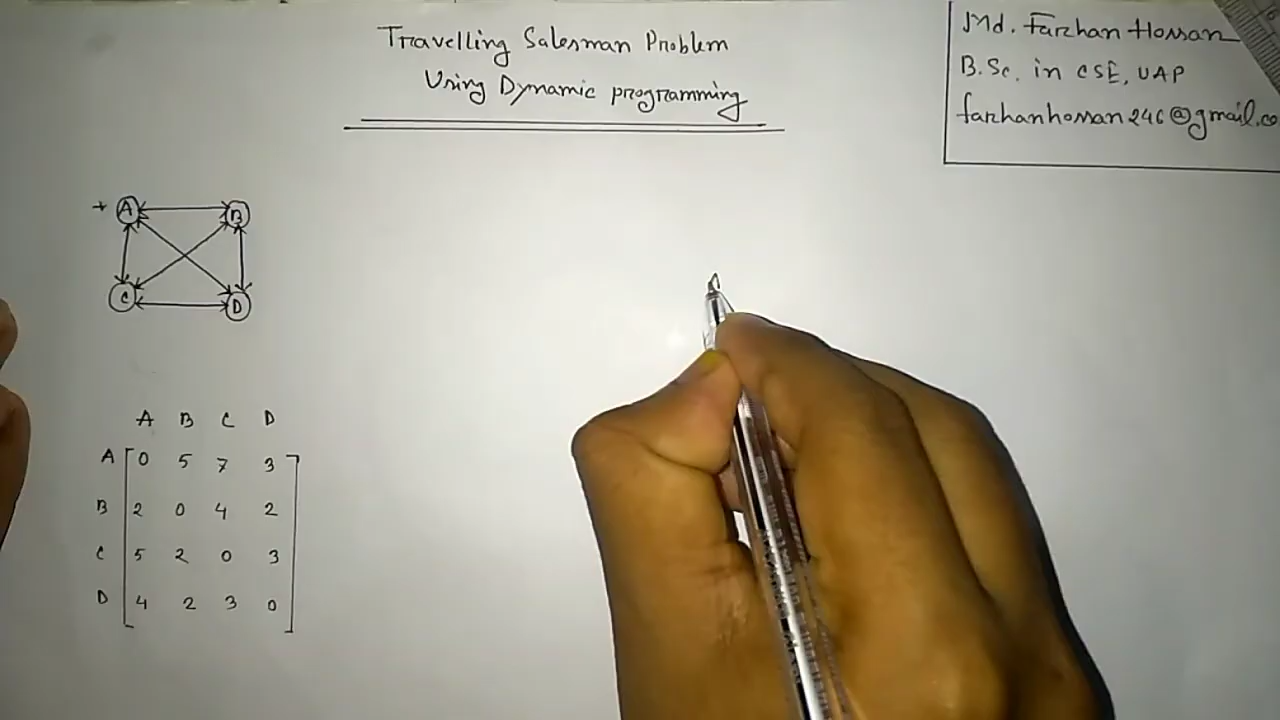 Travelling Salesman Problem
Using Dynamic programming
Md. Farhan Hossan
B.Sc. in CSE, UAP
farhanhossan246@gmail.co
A B
C D
A B C D
A 0 5 7 3
B 2 0 4 2
C 5 2 0 3
D 4 2 3 0
A